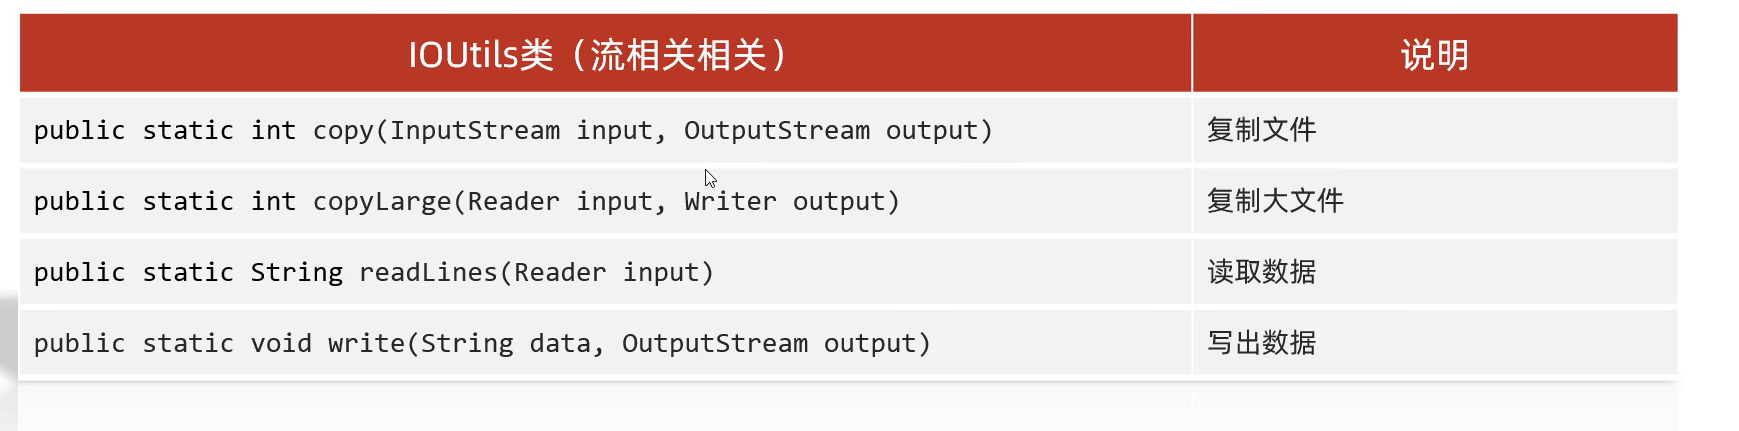 IOUtils类（流相关相关） 说明
public static int copy(InputStream input, OutputStream output) 复制文件
public static int copyLarge(Reader input, Writer output) 复制大文件
public static String readLines(Reader input) 读取数据
public static void write(String data, OutputStream output) 写出数据